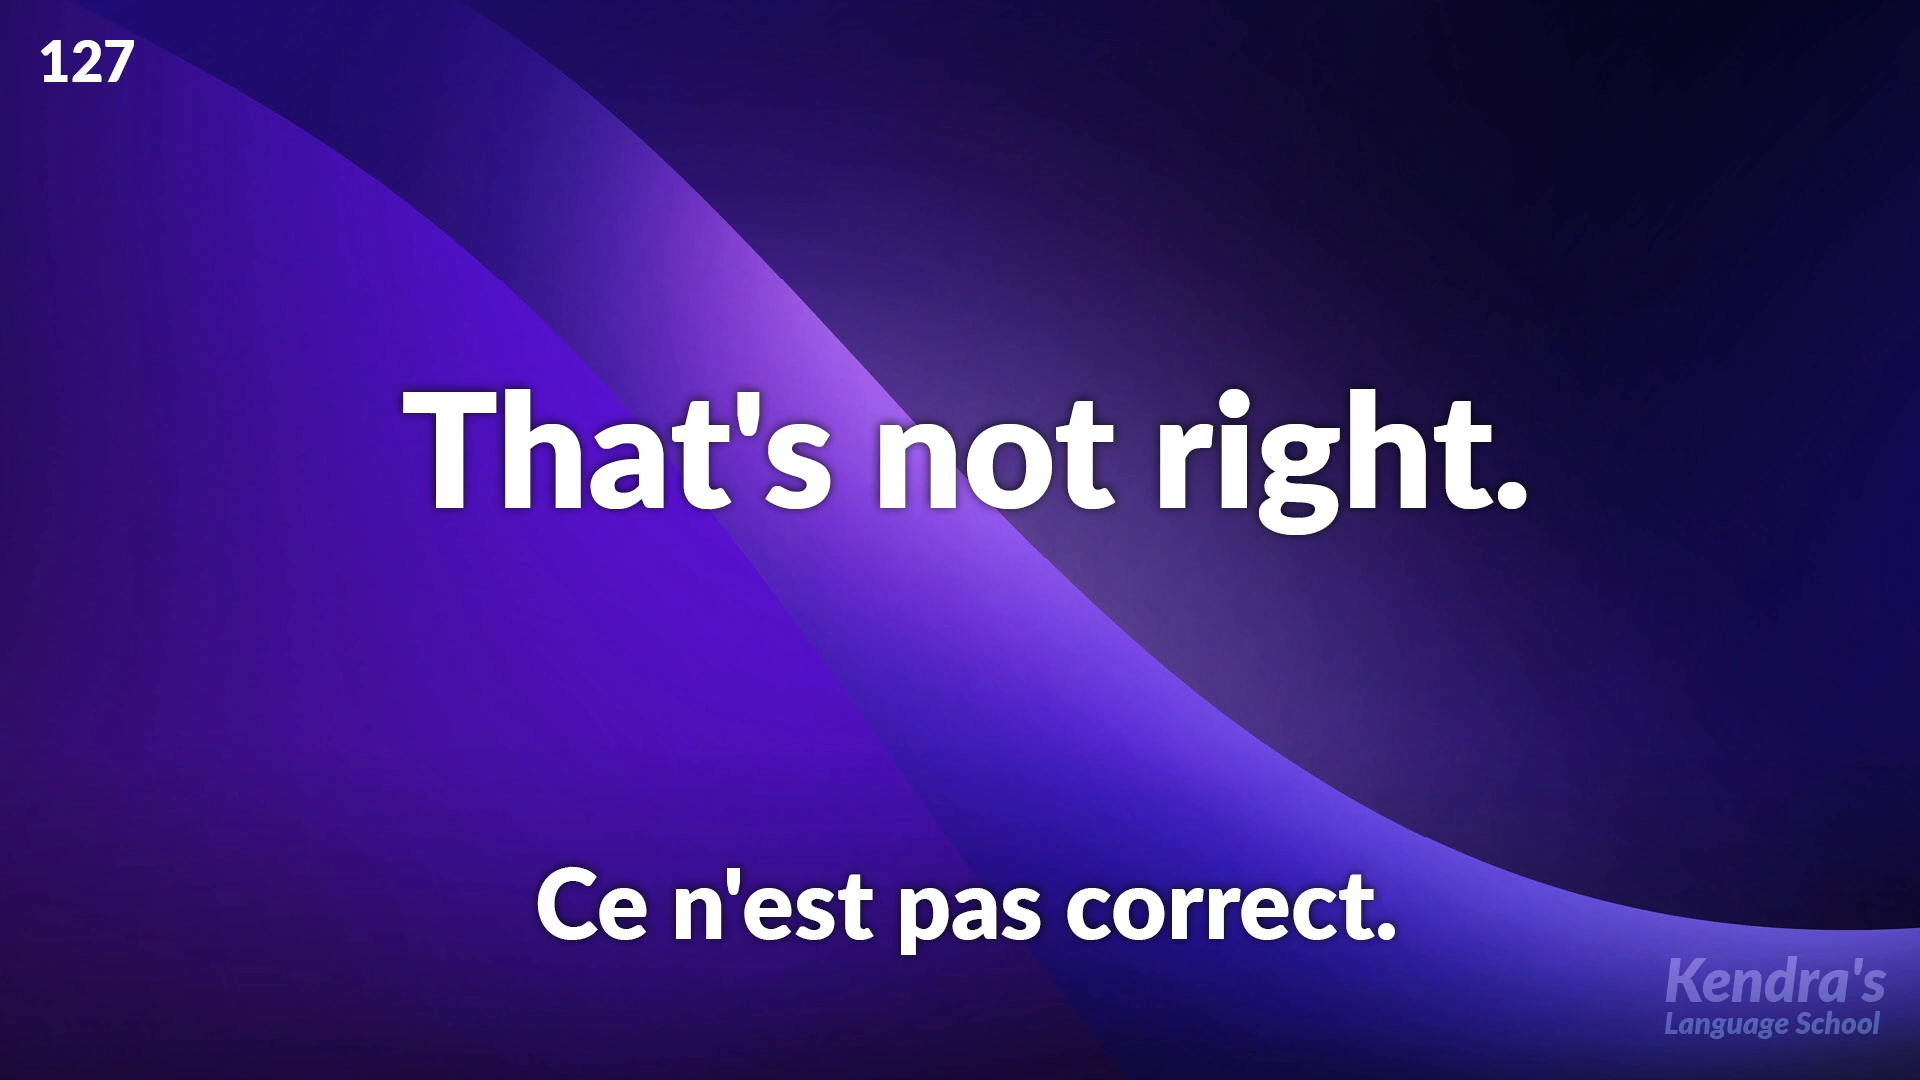 127
That's not right.
Ce n'est pas correct.
Kendra's
Language School